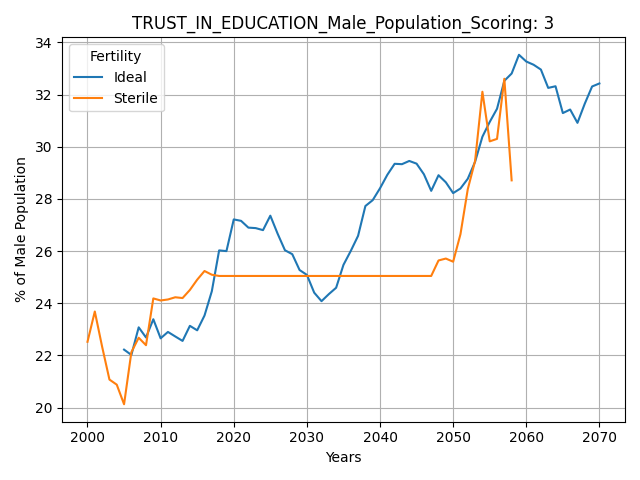 TRUST_IN_EDUCATION_Male_Population_Scoring: 3
Fertility
Ideal
Sterile
% of Male Population
34
32
30
28
26
24
22
20
2000 2010 2020 2030 2040 2050 2060 2070
Years